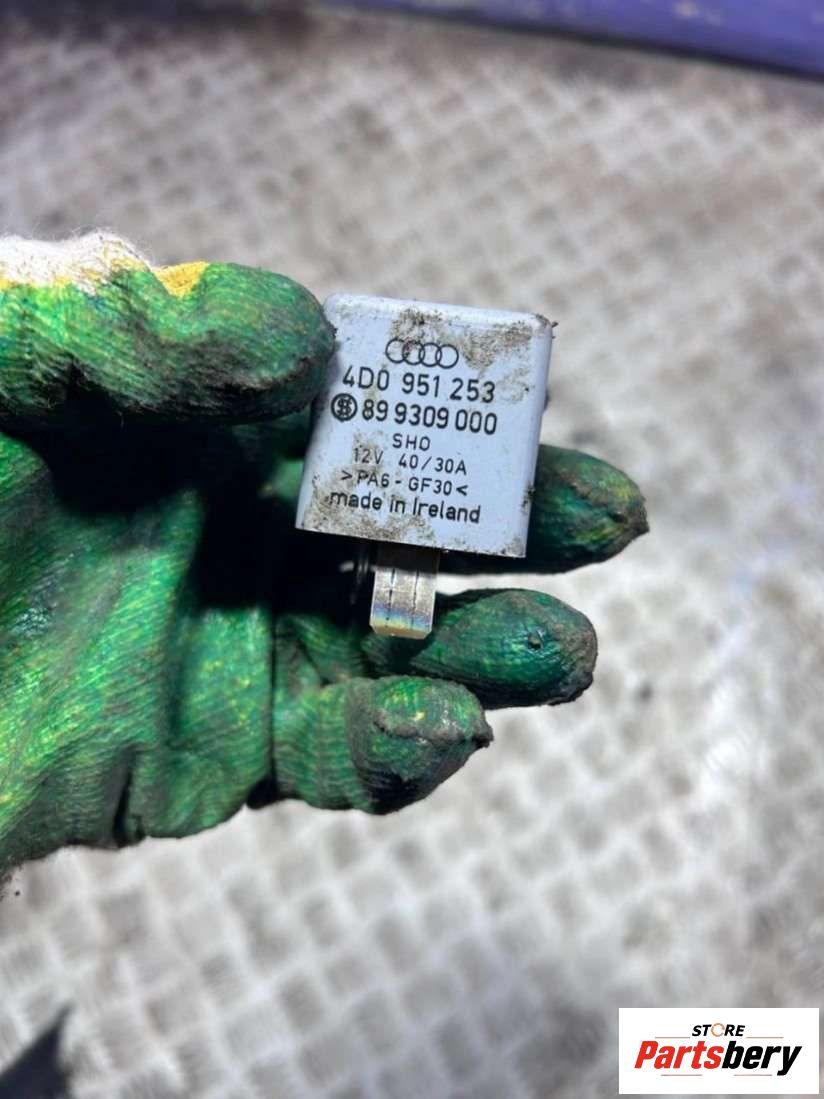 4D0 951 253
89 9309 000
SHO
12V 40/30A
>PA6-GF30<
made in Ireland
STORE
Partsbery